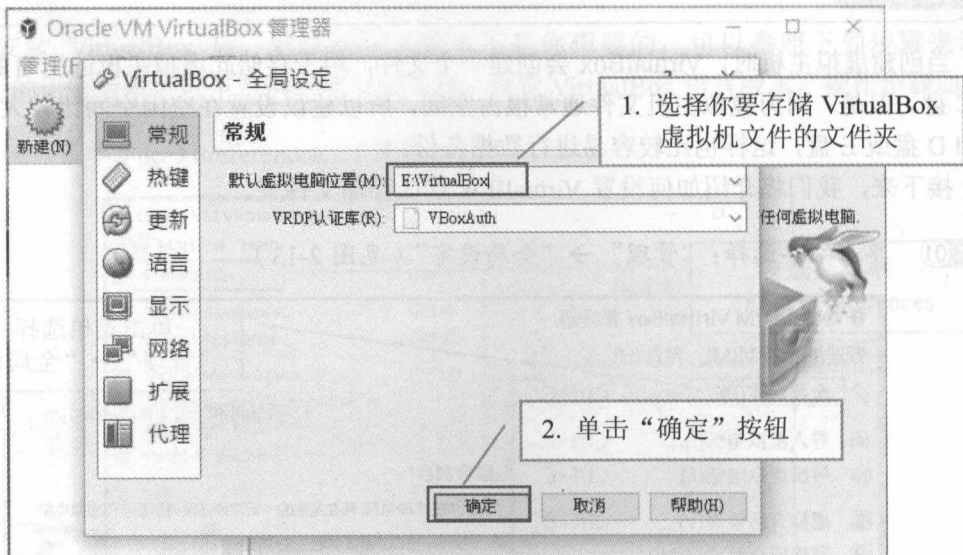 Oracle VM VirtualBox 管理器
管理(F
VirtualBox - 全局设定
1. 选择你要存储 VirtualBox
虚拟机文件的文件夹
新建(N)
常规
常规
热键
默认虚拟电脑位置(M): E:\VirtualBox
更新
VRDP认证库(R): VBoxAuth
任何虚拟电脑.
语言
显示
网络
扩展
代理
2. 单击“确定”按钮
确定
取消
帮助(H)